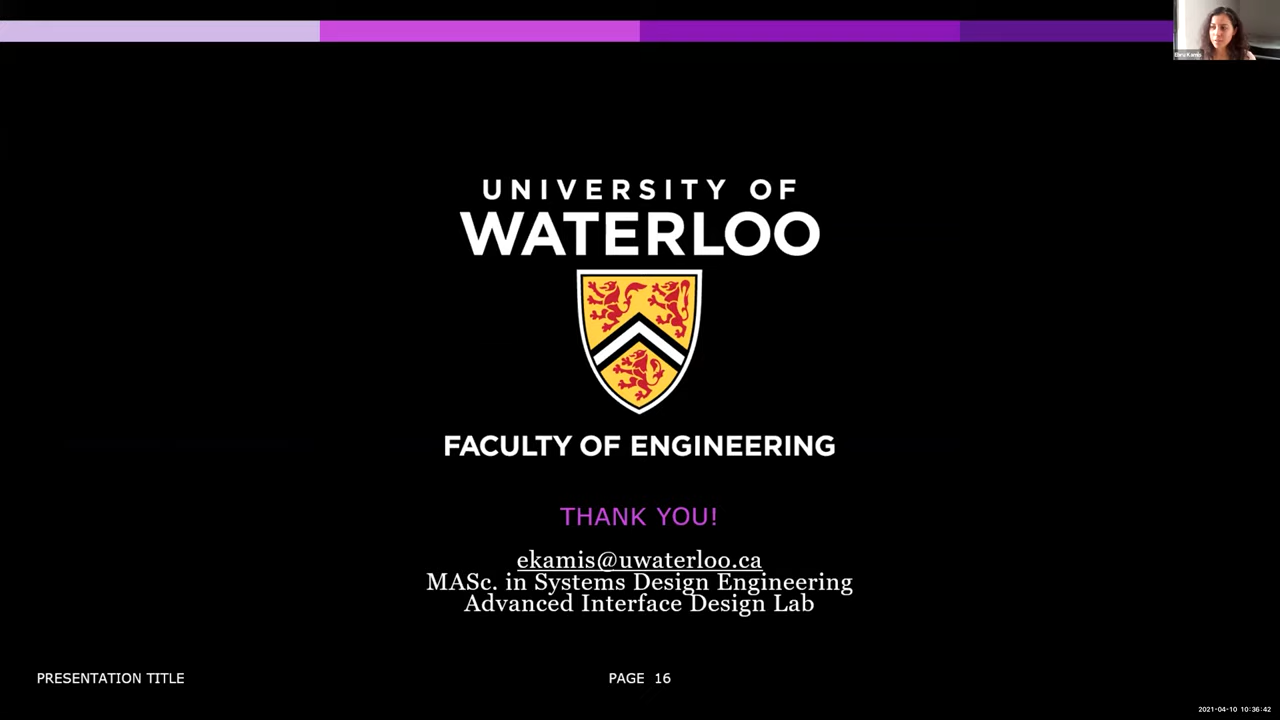 UNIVERSITY OF
WATERLOO
FACULTY OF ENGINEERING
THANK YOU!
ekamis@uwaterloo.ca
MASc. in Systems Design Engineering
Advanced Interface Design Lab
PRESENTATION TITLE
PAGE 16
2021-04-10 10:36:42